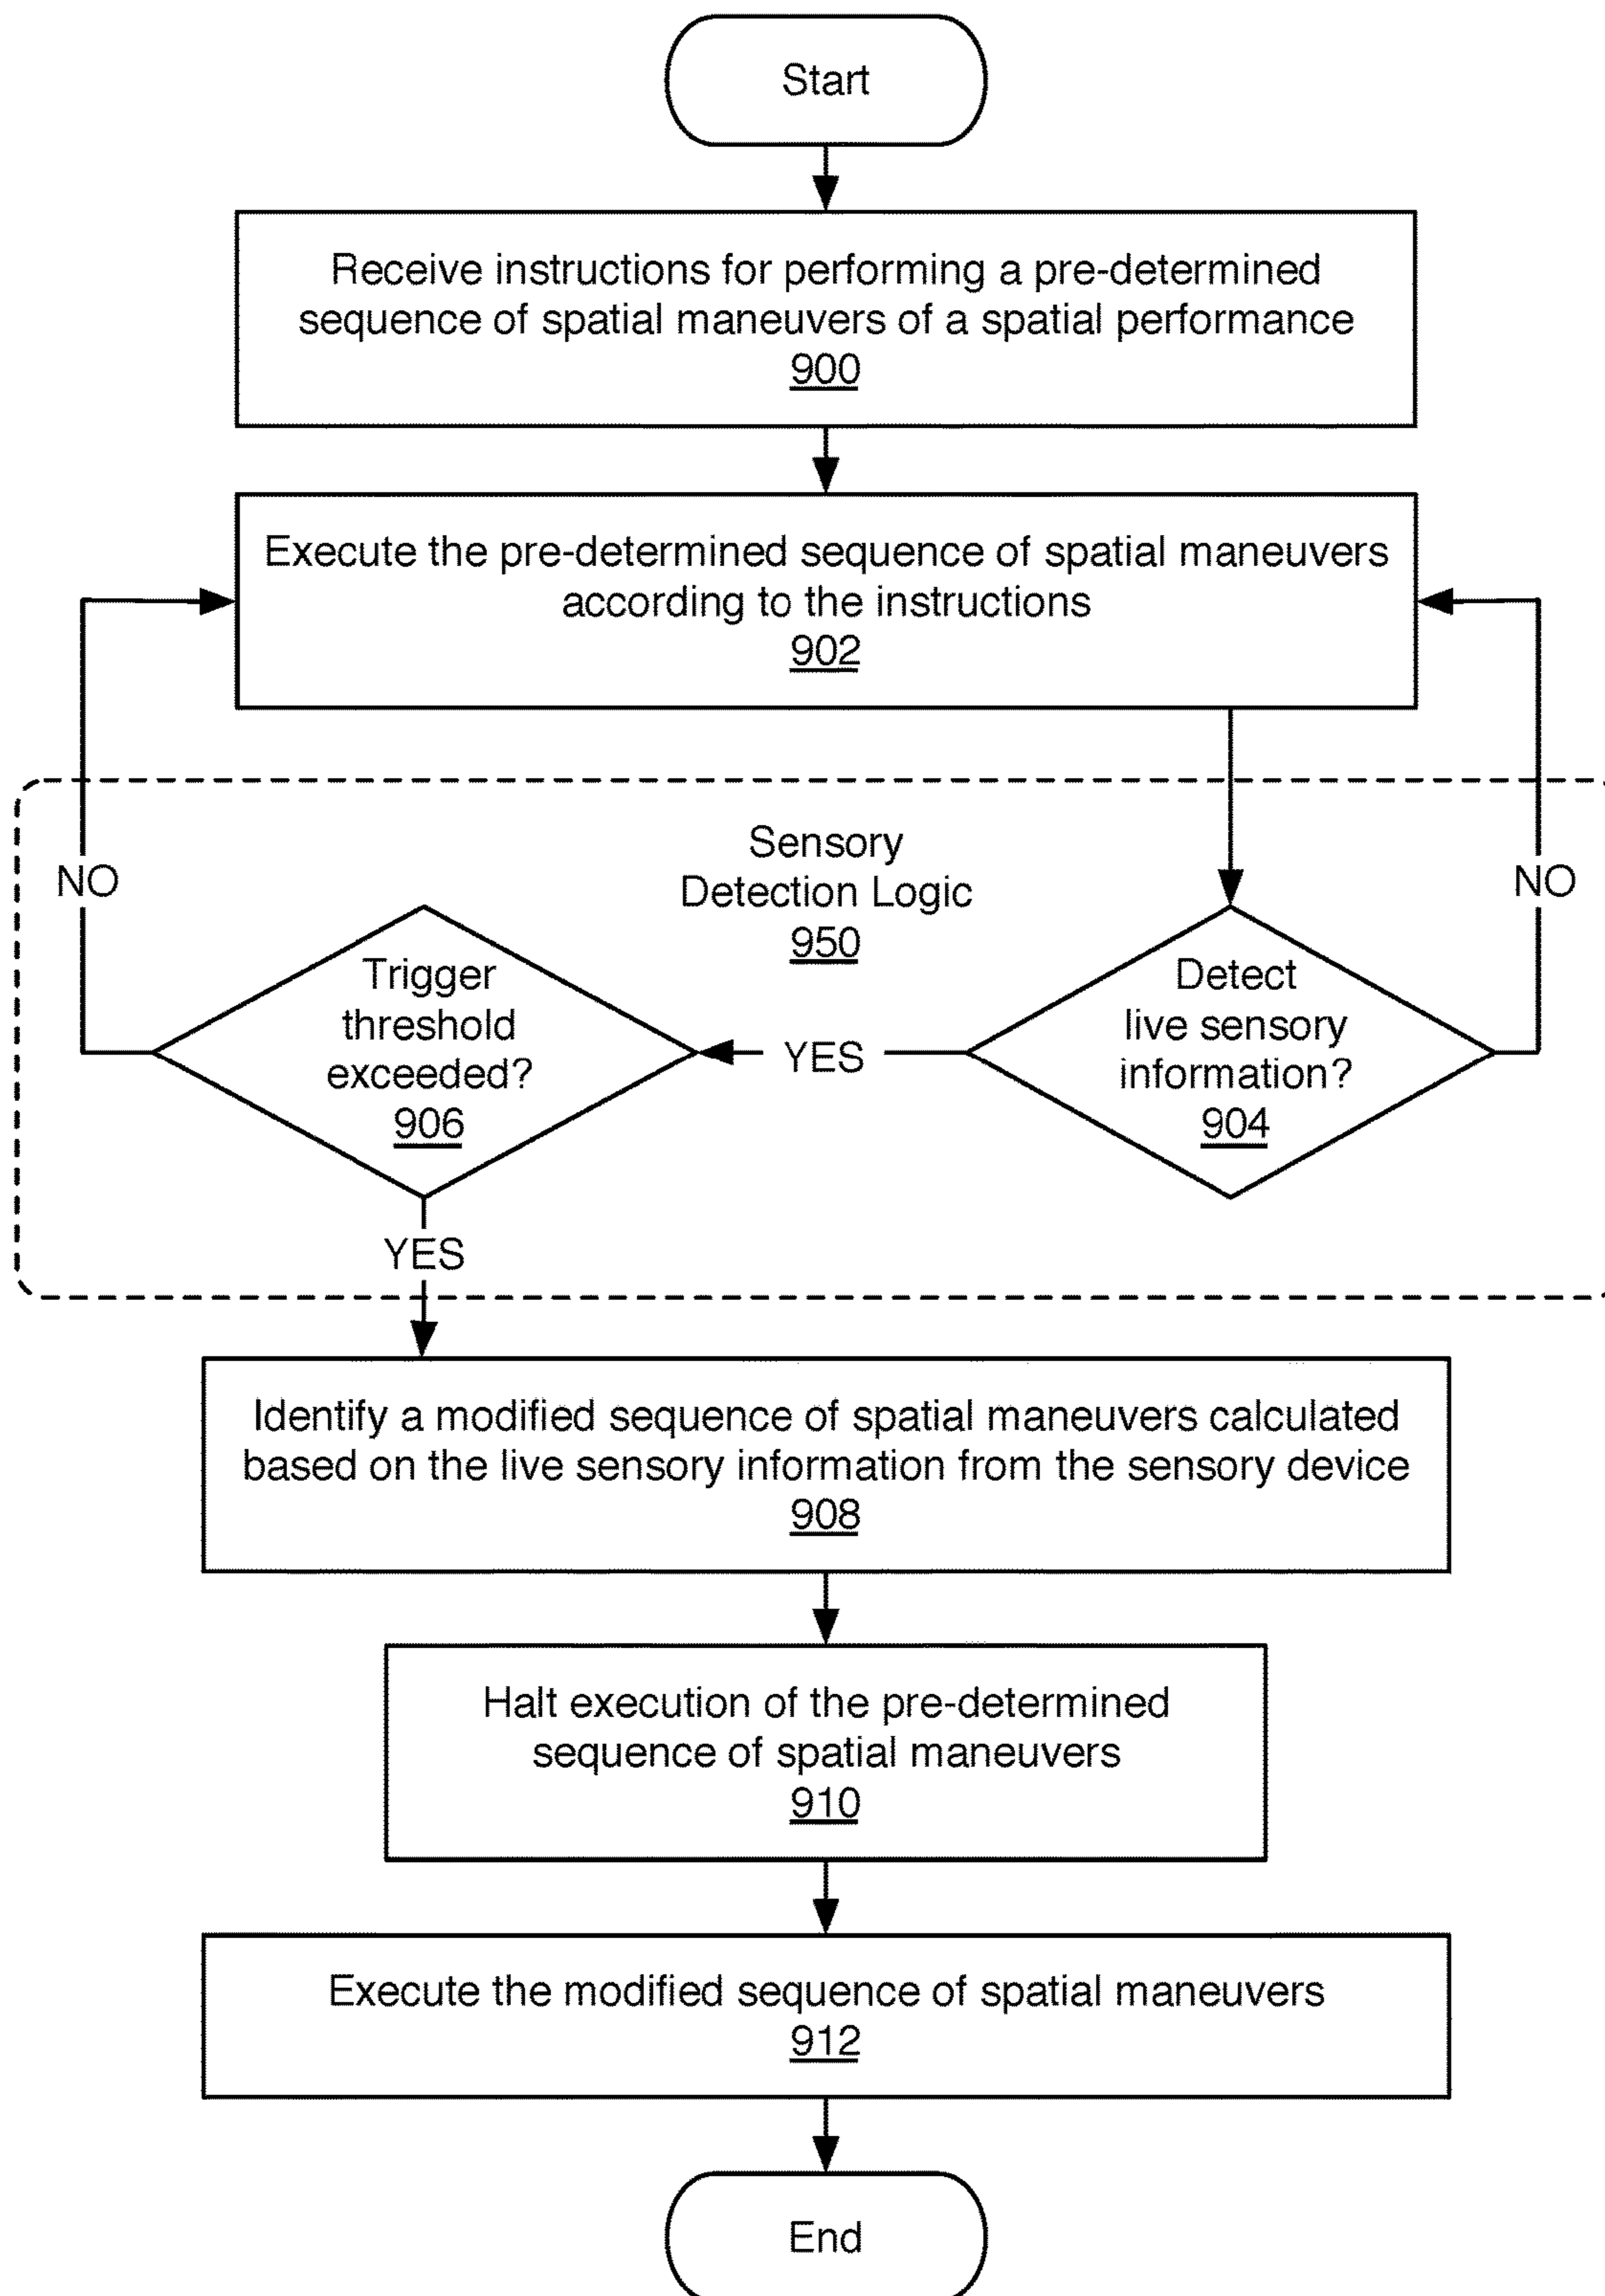 Start
Receive instructions for performing a pre-determined
sequence of spatial maneuvers of a spatial performance
900
Execute the pre-determined sequence of spatial maneuvers
according to the instructions
902
Sensory
Detection Logic
950
NO
NO
Detect
live sensory
information?
904
YES
Trigger
threshold
exceeded?
906
YES
Identify a modified sequence of spatial maneuvers calculated
based on the live sensory information from the sensory device
908
Halt execution of the pre-determined
sequence of spatial maneuvers
910
Execute the modified sequence of spatial maneuvers
912
End